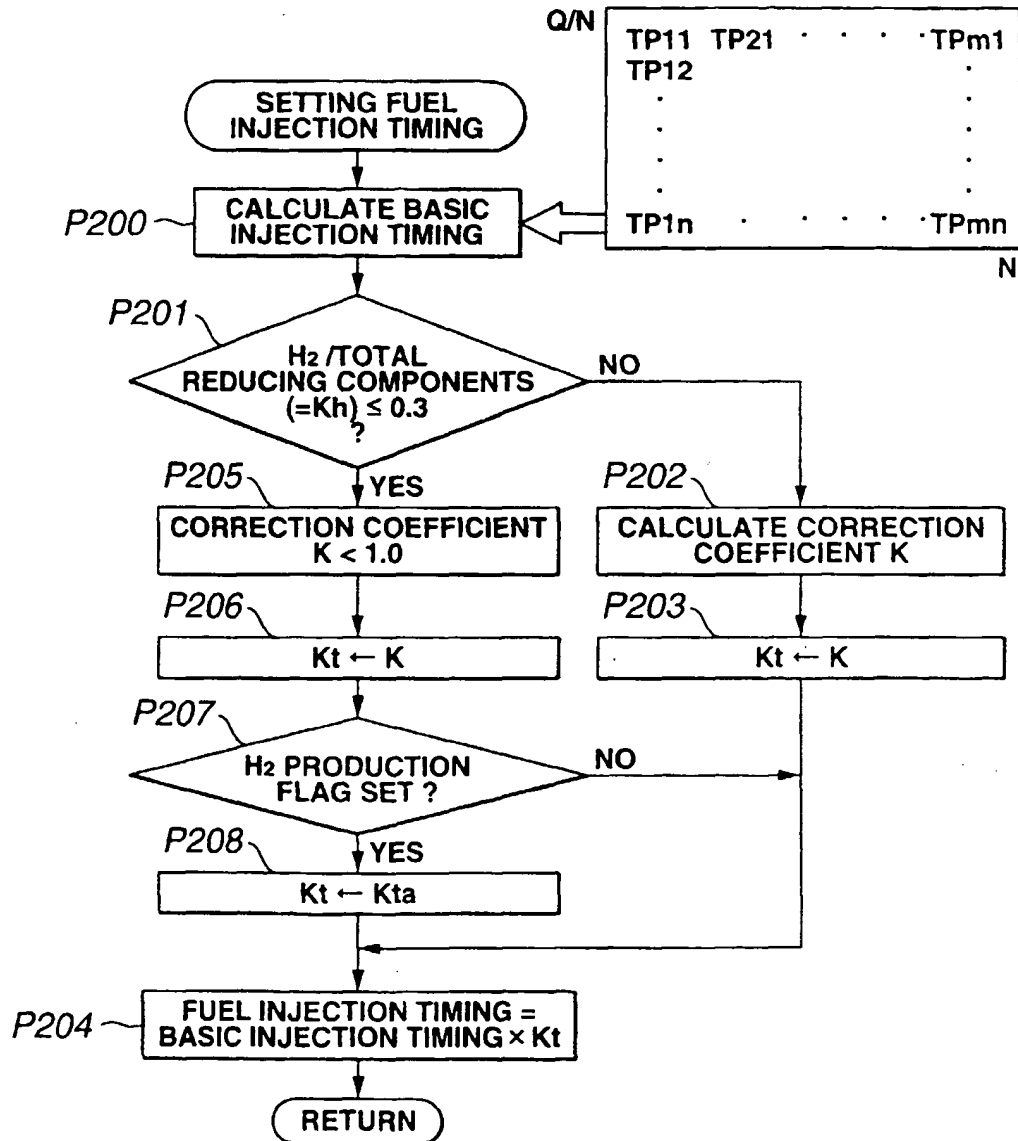 Q/N
TP11 TP21 · · · · TPm1
TP12 ·
· ·
· ·
· ·
· ·
TP1n · · · · TPmn
N
SETTING FUEL
INJECTION TIMING
P200
CALCULATE BASIC
INJECTION TIMING
P201
H2 /TOTAL
REDUCING COMPONENTS
(=Kh) ≤ 0.3
?
NO
YES
P205
CORRECTION COEFFICIENT
K < 1.0
P202
CALCULATE CORRECTION
COEFFICIENT K
P206
Kt ← K
P203
Kt ← K
P207
H2 PRODUCTION
FLAG SET ?
NO
YES
P208
Kt ← Kta
P204
FUEL INJECTION TIMING =
BASIC INJECTION TIMING × Kt
RETURN